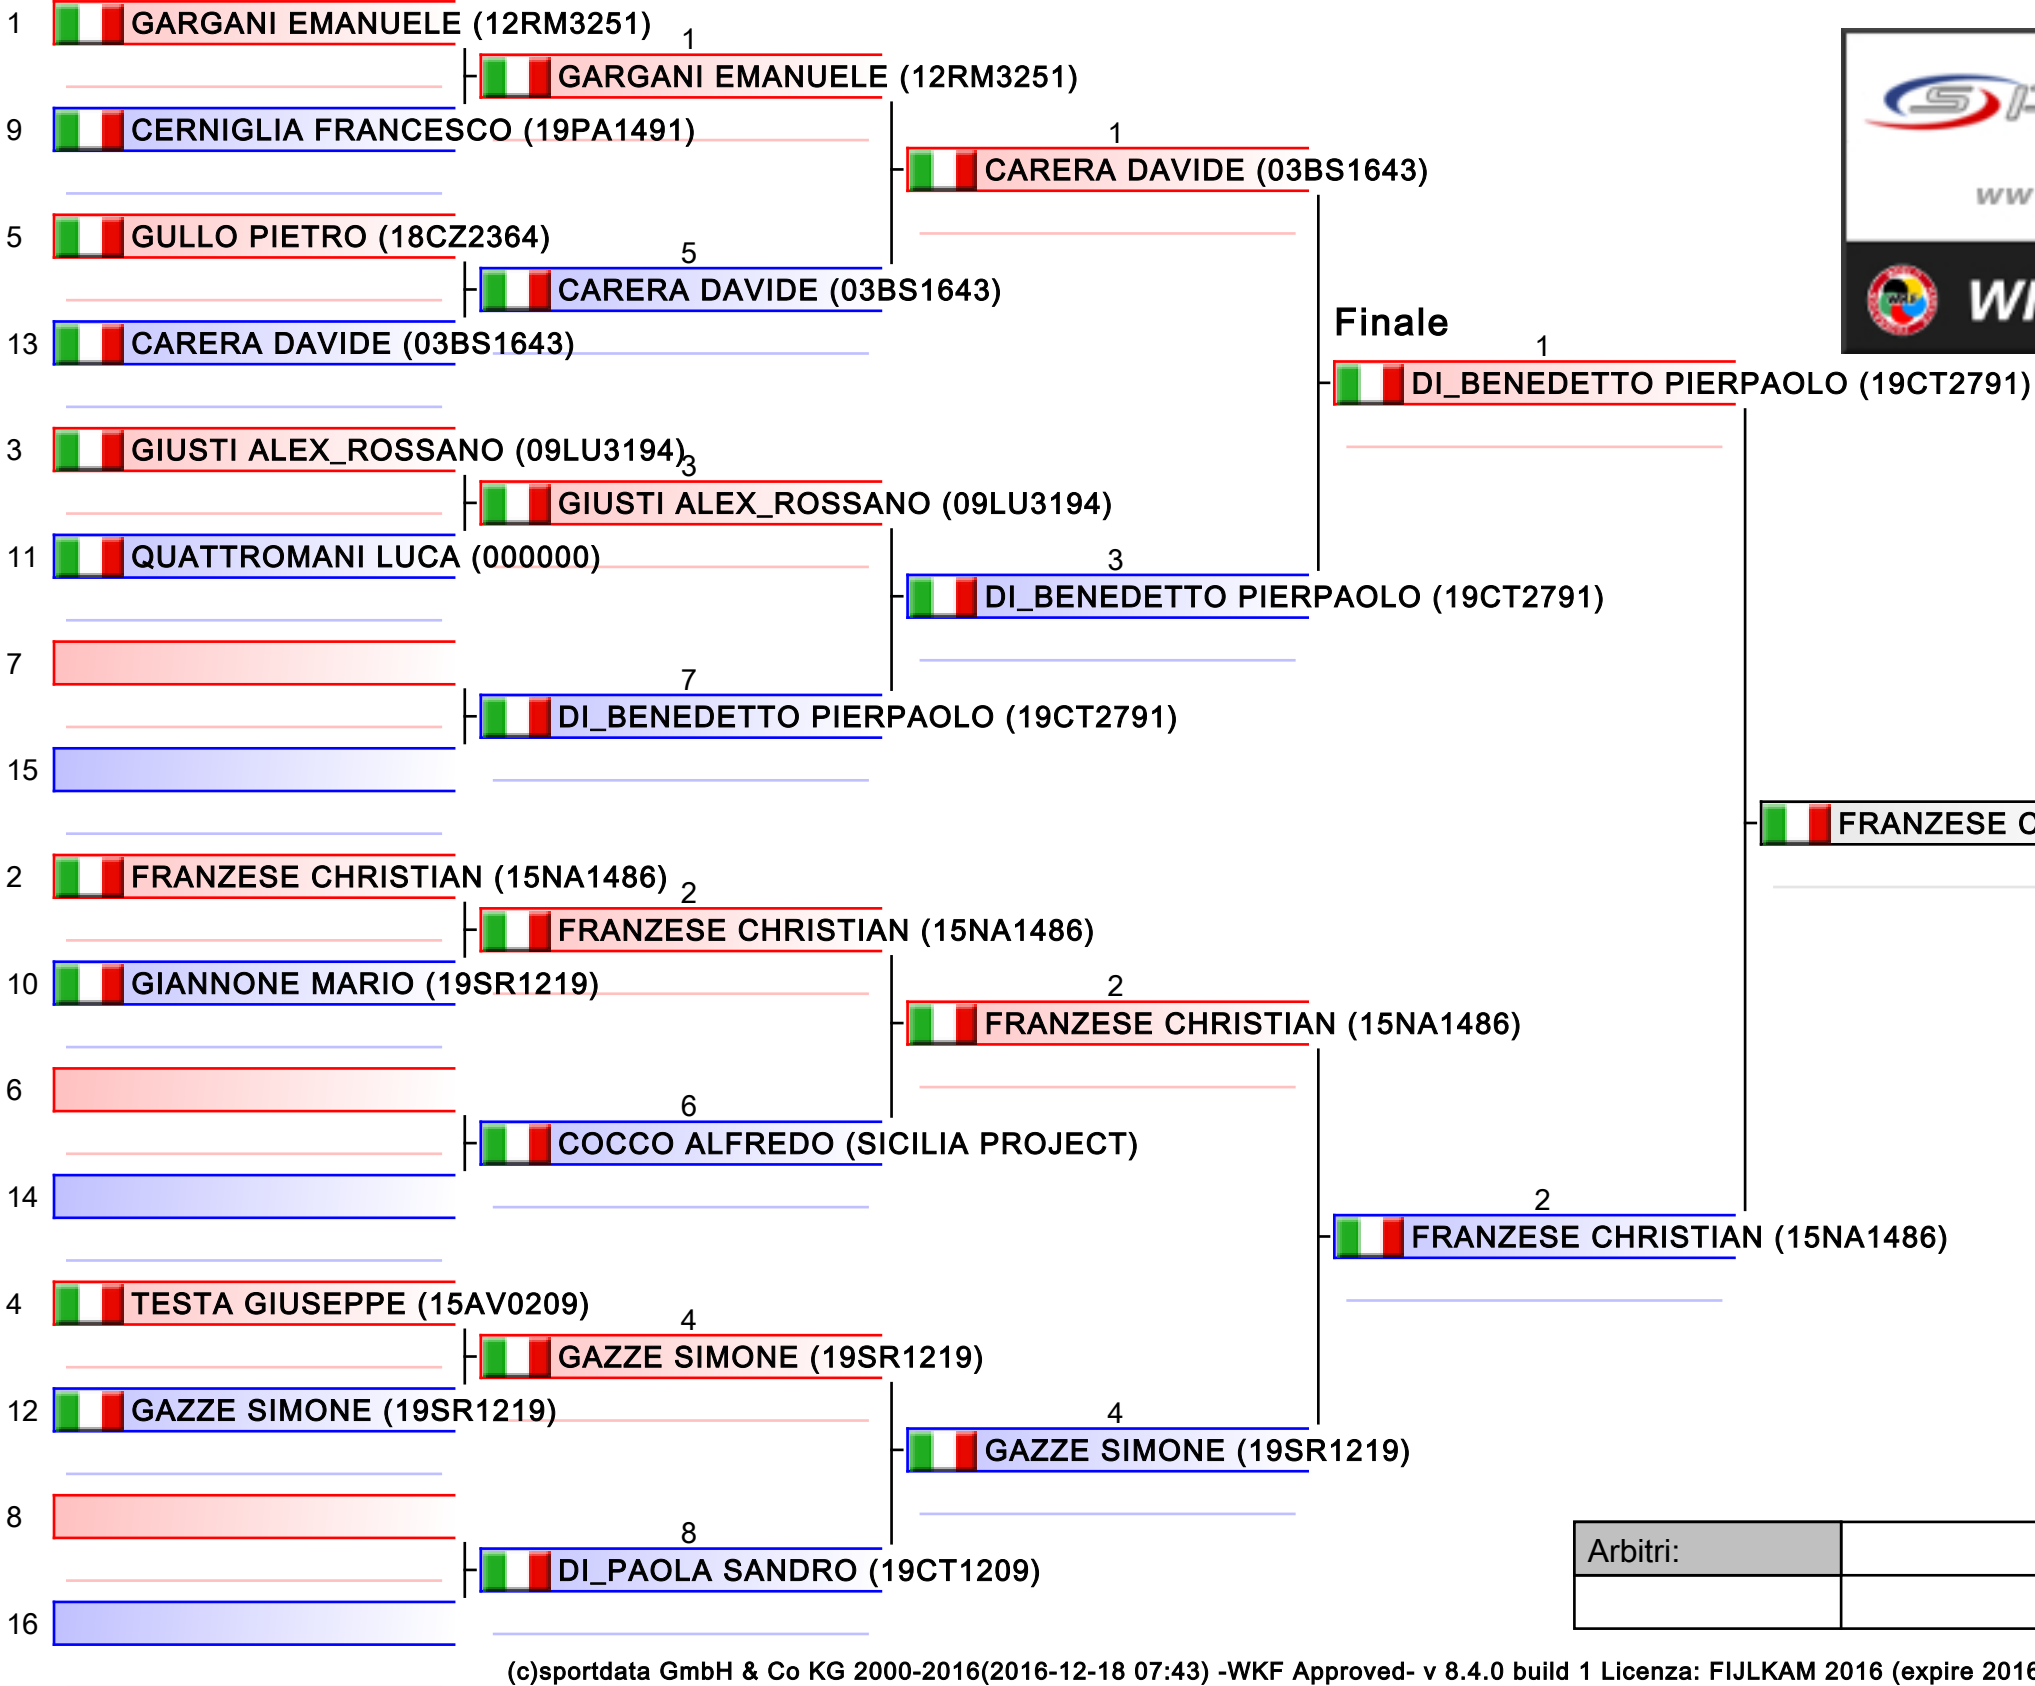 1 GARGANI EMANUELE (12RM3251)
1
GARGANI EMANUELE (12RM3251)
9 CERNIGLIA FRANCESCO (19PA1491)
1
CARERA DAVIDE (03BS1643)
5 GULLO PIETRO (18CZ2364)
5
CARERA DAVIDE (03BS1643)
13 CARERA DAVIDE (03BS1643)
Finale
1
DI_BENEDETTO PIERPAOLO (19CT2791)
3 GIUSTI ALEX_ROSSANO (09LU3194)
3
GIUSTI ALEX_ROSSANO (09LU3194)
11 QUATTROMANI LUCA (000000)
3
DI_BENEDETTO PIERPAOLO (19CT2791)
7
7
DI_BENEDETTO PIERPAOLO (19CT2791)
15
FRANZESE C
2 FRANZESE CHRISTIAN (15NA1486)
2
FRANZESE CHRISTIAN (15NA1486)
10 GIANNONE MARIO (19SR1219)
2
FRANZESE CHRISTIAN (15NA1486)
6
6
COCCO ALFREDO (SICILIA PROJECT)
14
2
FRANZESE CHRISTIAN (15NA1486)
4 TESTA GIUSEPPE (15AV0209)
4
GAZZE SIMONE (19SR1219)
12 GAZZE SIMONE (19SR1219)
4
GAZZE SIMONE (19SR1219)
8
8
DI_PAOLA SANDRO (19CT1209)
16
Arbitri:
(c)sportdata GmbH & Co KG 2000-2016(2016-12-18 07:43) -WKF Approved- v 8.4.0 build 1 Licenza: FIJLKAM 2016 (expire 2016